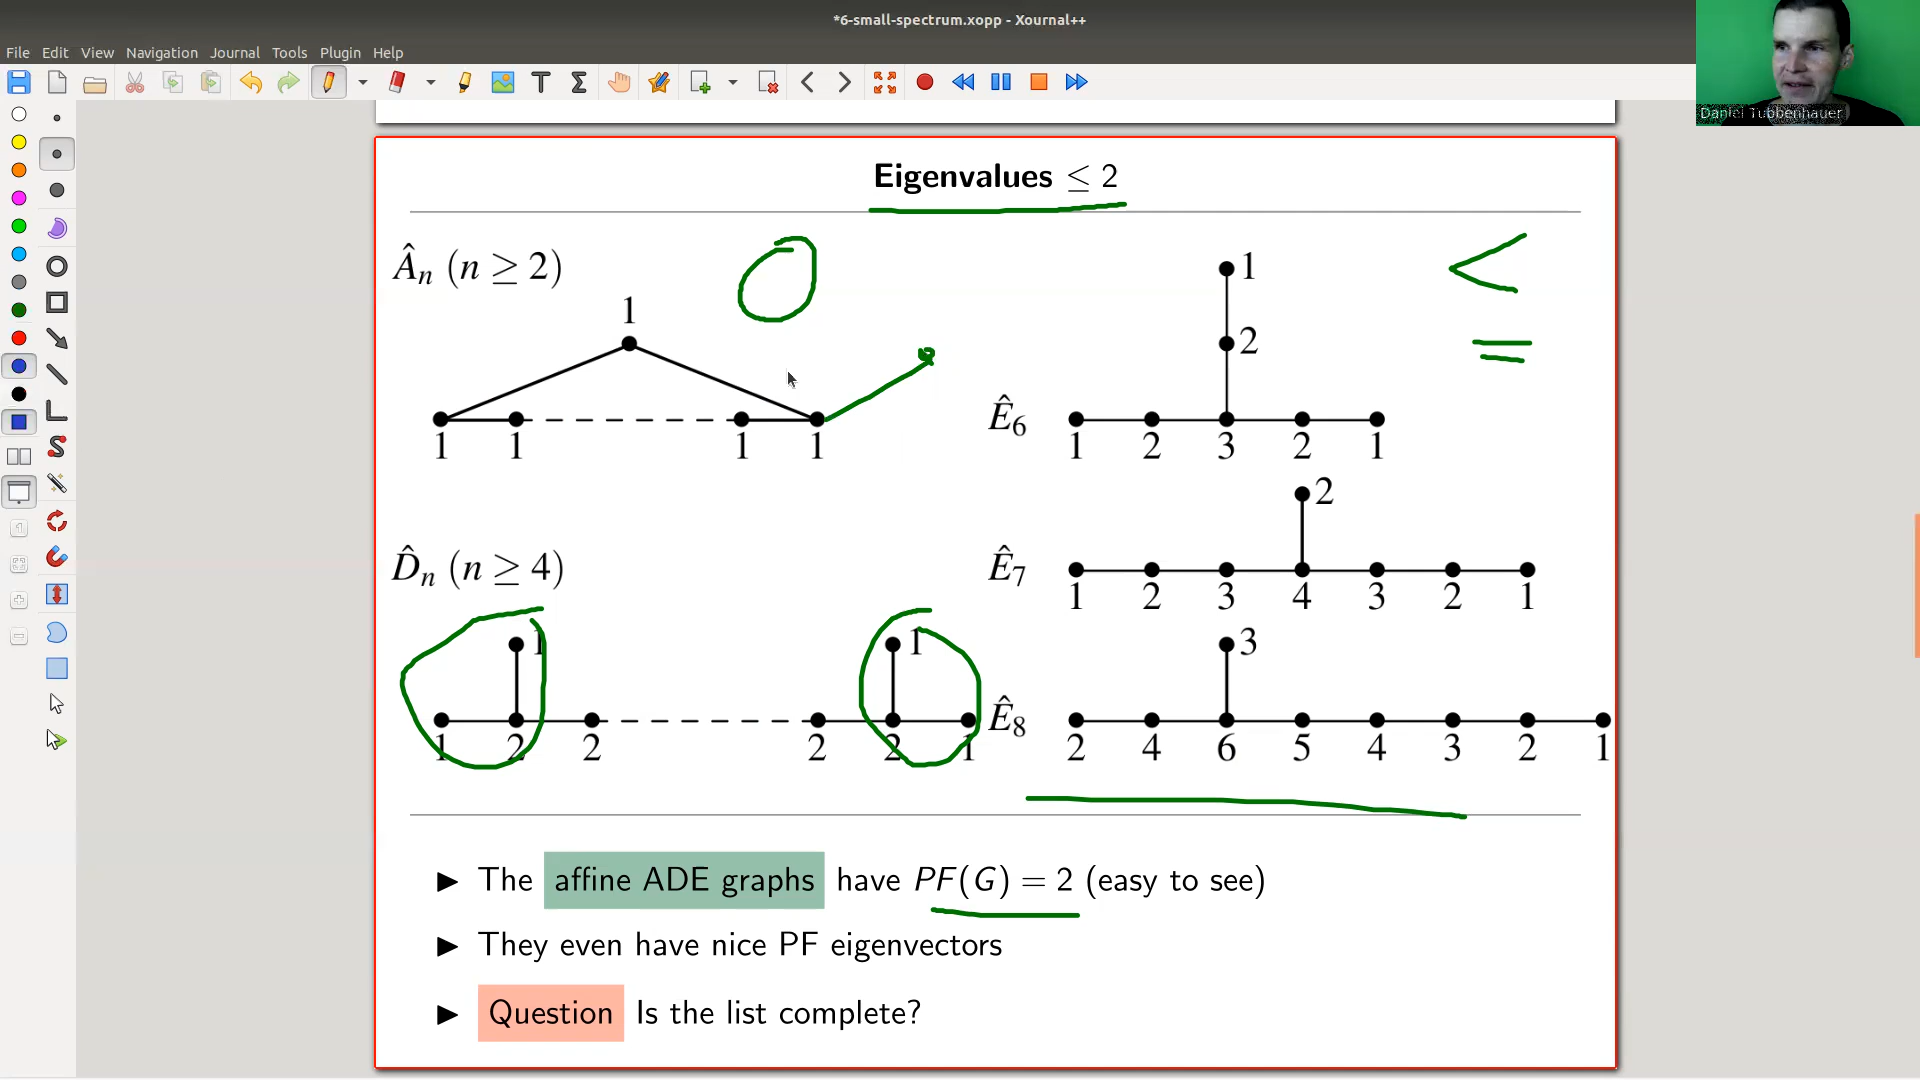 *6-small-spectrum.xopp - Xournal++
File Edit View Navigation Journal Tools Plugin Help
Daniel Tubbenhauer
Eigenvalues ≤ 2
Â_n (n ≥ 2)
1
1 1 1 1
<
=
1
2
Ê_6
1 2 3 2 1
2
Ê_7
1 2 3 4 3 2 1
D̂_n (n ≥ 4)
1 1
1 2 2 2 2 1
3
Ê_8
2 4 6 5 4 3 2 1
▶ The affine ADE graphs have PF(G) = 2 (easy to see)
▶ They even have nice PF eigenvectors
▶ Question Is the list complete?